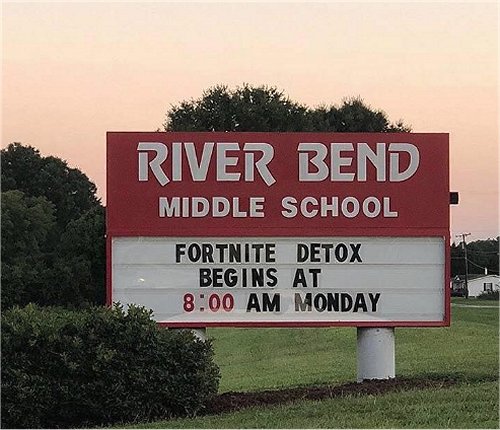 RIVER BEND
MIDDLE SCHOOL
FORTNITE DETOX
BEGINS AT
8:00 AM MONDAY